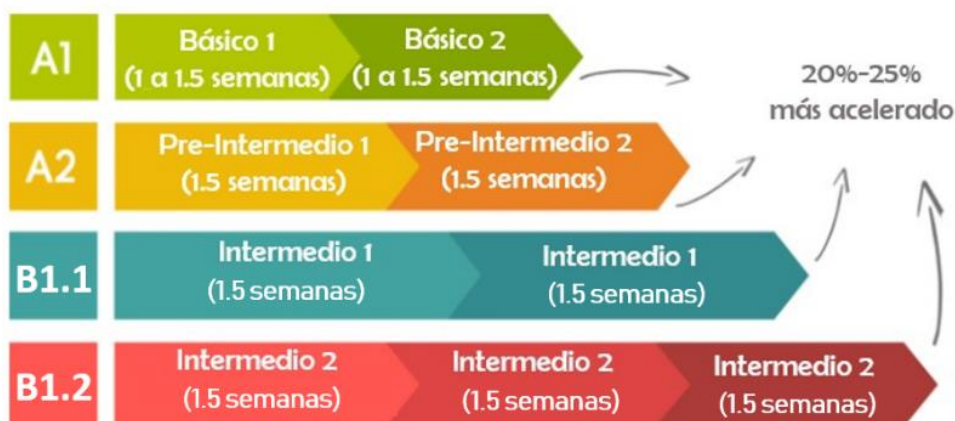 A1
Básico 1
(1 a 1.5 semanas)
Básico 2
(1 a 1.5 semanas)
20%-25%
más acelerado
A2
Pre-Intermedio 1
(1.5 semanas)
Pre-Intermedio 2
(1.5 semanas)
B1.1
Intermedio 1
(1.5 semanas)
Intermedio 1
(1.5 semanas)
B1.2
Intermedio 2
(1.5 semanas)
Intermedio 2
(1.5 semanas)
Intermedio 2
(1.5 semanas)